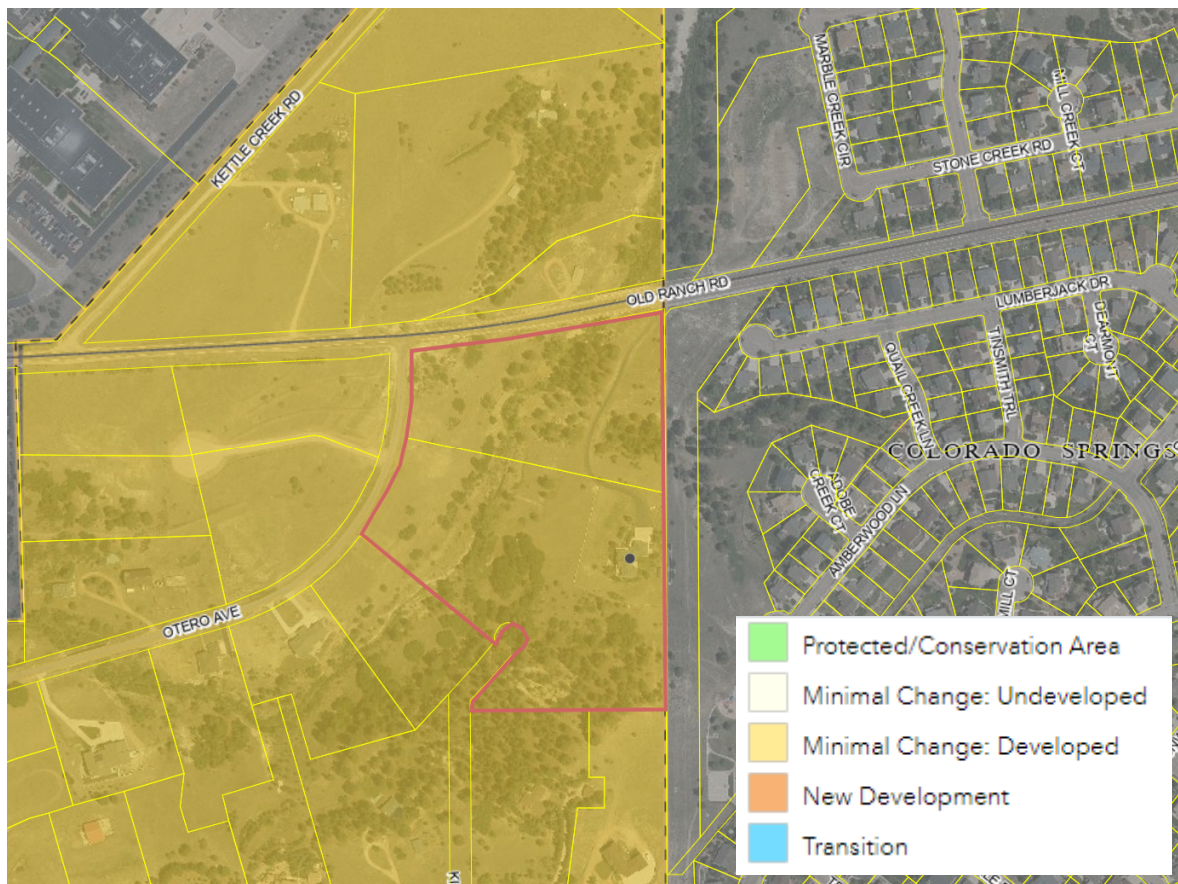 MARBLE CREEK CIR
MILL CREEK CT
KETTLE CREEK RD
STONE CREEK RD
OLD RANCH RD
LUMBERJACK DR
DEARMONT CT
TINSMITH TRL
QUAIL CREEK LN
COLORADO SPRINGS
ADOBE CREEK CT
AMBERWOOD LN
OTERO AVE
MILL CT
KI
Protected/Conservation Area
Minimal Change: Undeveloped
Minimal Change: Developed
New Development
Transition